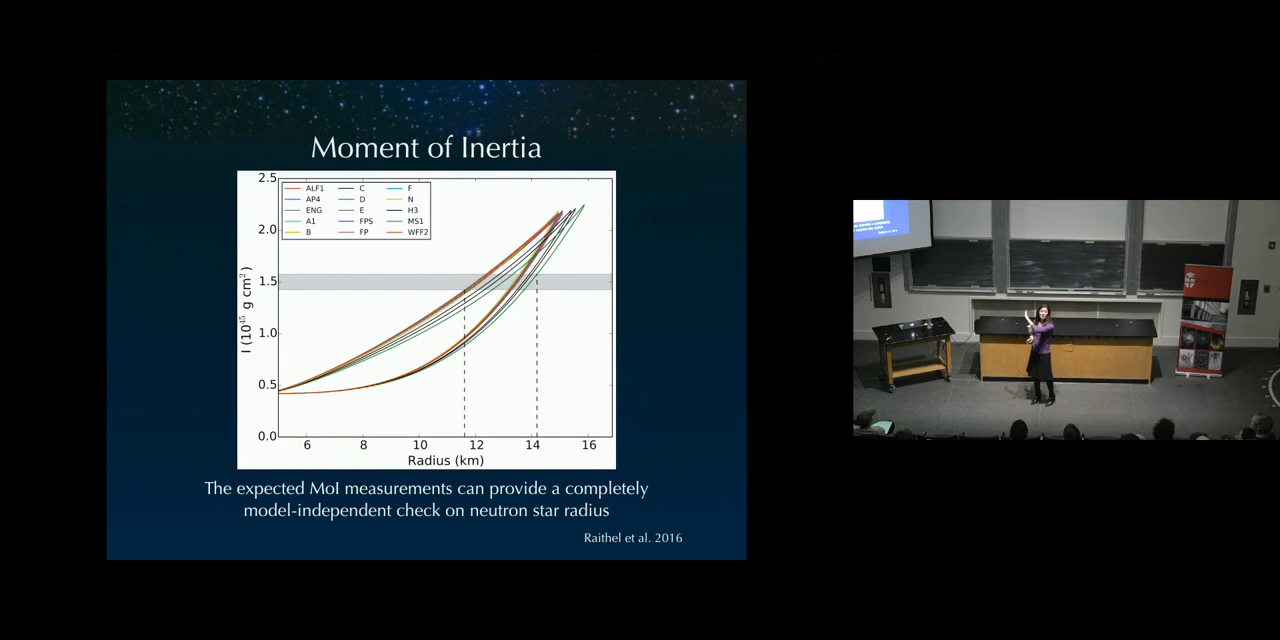 Moment of Inertia
2.5
2.0
1.5
1.0
0.5
0.0
I (10^45 g cm^2)
ALF1 C F
AP4 D N
ENG E H3
A1 FPS MS1
B FP WFF2
6 8 10 12 14 16
Radius (km)
The expected MoI measurements can provide a completely
model-independent check on neutron star radius
Raithel et al. 2016